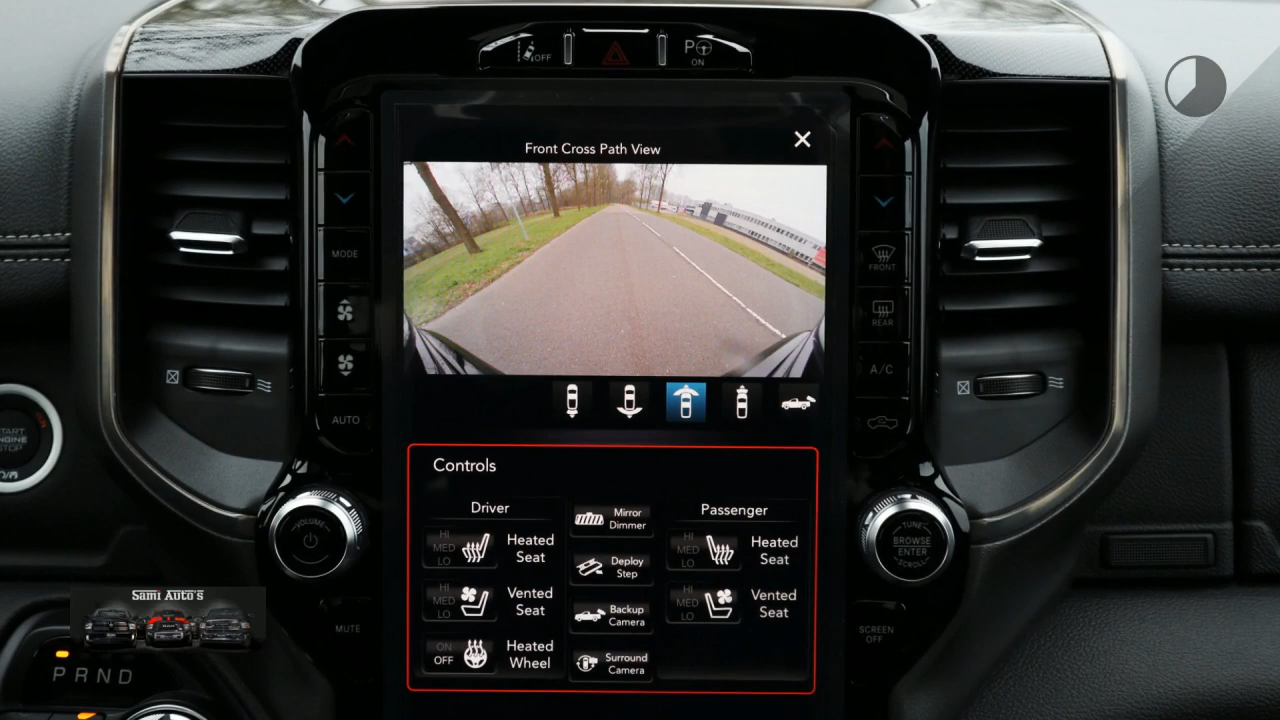 OFF
P
ON
Front Cross Path View
X
MODE
FRONT
REAR
A/C
AUTO
START
ENGINE
STOP
Controls
Driver
Passenger
HI
MED
LO
Heated
Seat
HI
MED
LO
Vented
Seat
ON
OFF
Heated
Wheel
Mirror
Dimmer
Deploy
Step
Backup
Camera
Surround
Camera
HI
MED
LO
Heated
Seat
HI
MED
LO
Vented
Seat
VOLUME
TUNE
BROWSE
ENTER
SCROLL
MUTE
SCREEN
OFF
Sami Auto's
PRND